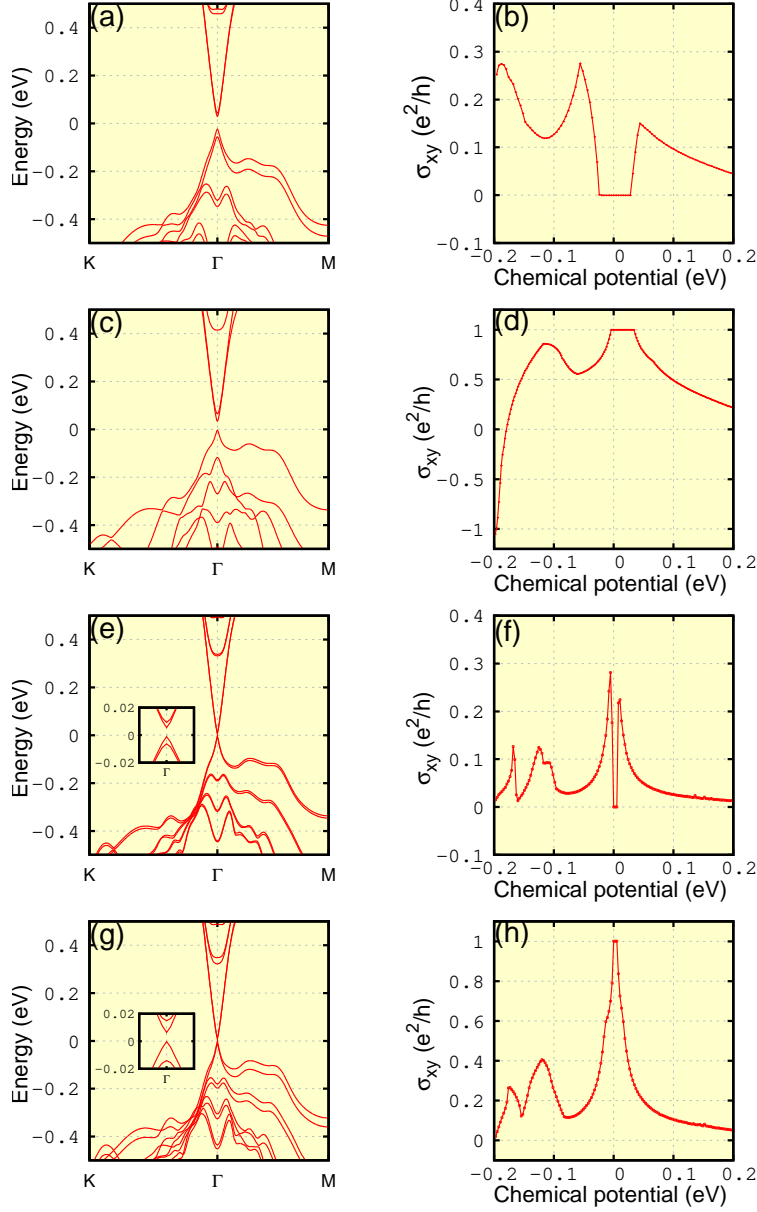 (a)
Energy (eV)
0.4
0.2
0
−0.2
−0.4
K Γ M
(b)
σxy (e²/h)
0.4
0.3
0.2
0.1
0
−0.1
−0.2 −0.1 0 0.1 0.2
Chemical potential (eV)
(c)
Energy (eV)
0.4
0.2
0
−0.2
−0.4
K Γ M
(d)
σxy (e²/h)
1
0.5
0
−0.5
−1
−0.2 −0.1 0 0.1 0.2
Chemical potential (eV)
(e)
Energy (eV)
0.4
0.2
0
−0.2
−0.4
0.02
0
−0.02
Γ
K Γ M
(f)
σxy (e²/h)
0.4
0.3
0.2
0.1
0
−0.1
−0.2 −0.1 0 0.1 0.2
Chemical potential (eV)
(g)
Energy (eV)
0.4
0.2
0
−0.2
−0.4
0.02
0
−0.02
Γ
K Γ M
(h)
σxy (e²/h)
1
0.8
0.6
0.4
0.2
0
−0.2 −0.1 0 0.1 0.2
Chemical potential (eV)